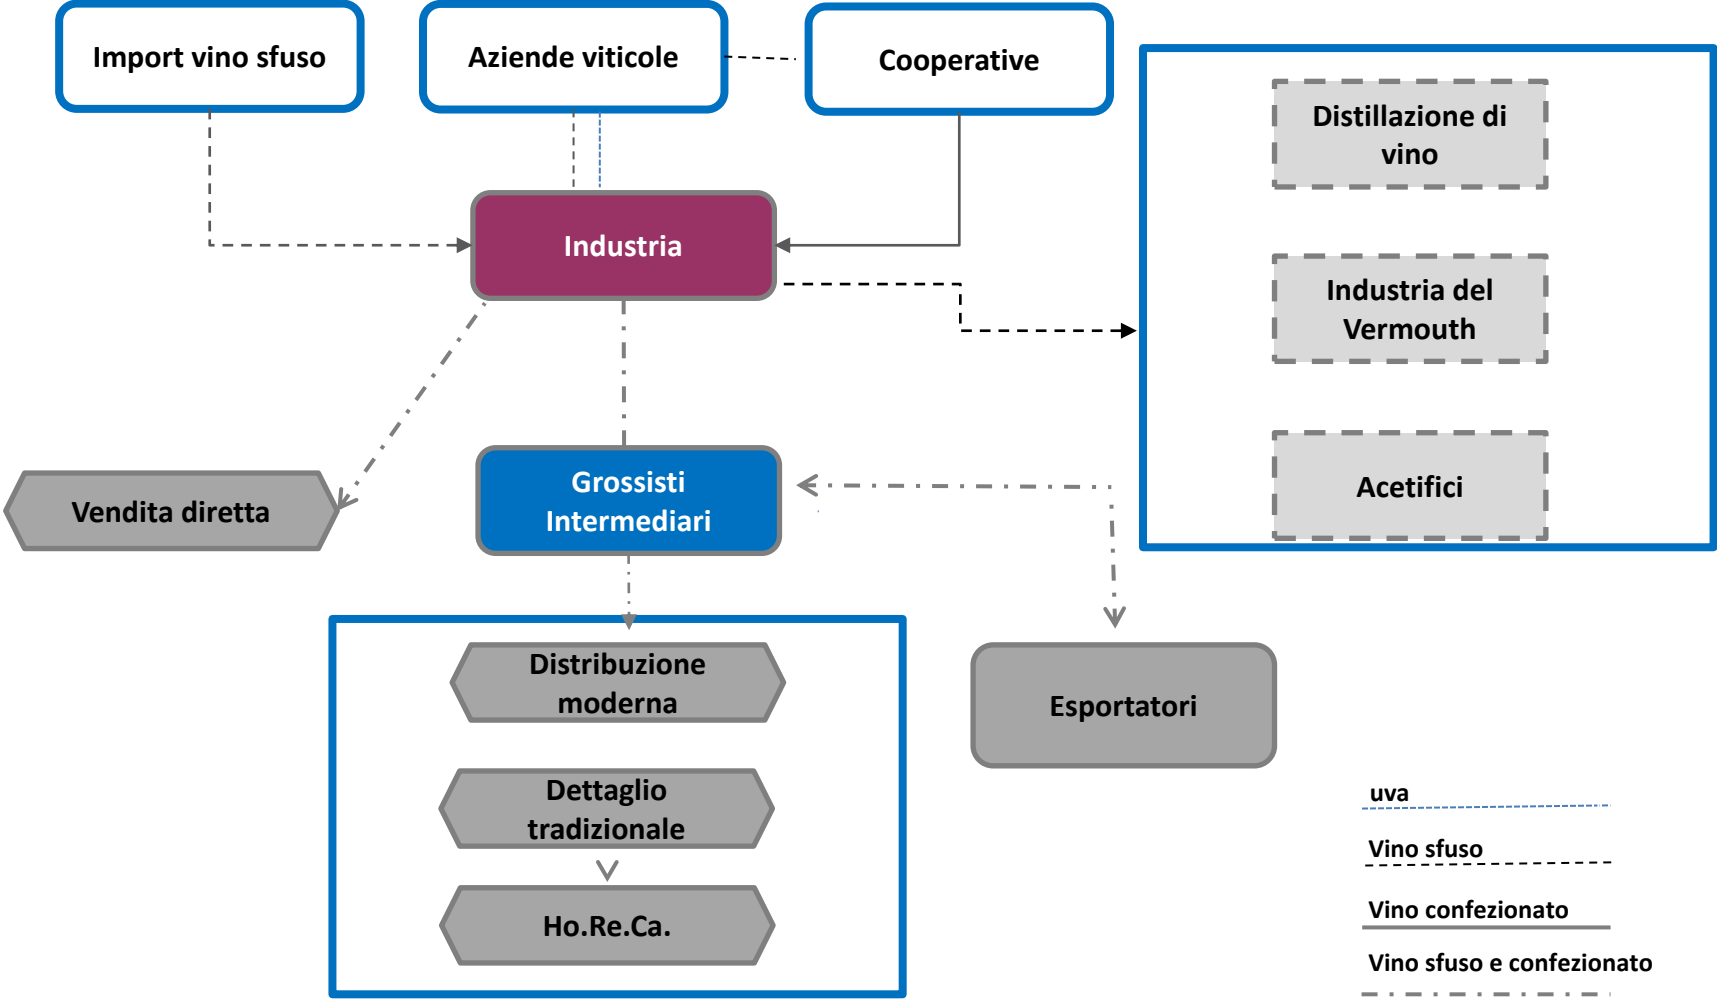 Import vino sfuso
Aziende viticole
Cooperative
Distillazione di
vino
Industria
Industria del
Vermouth
Grossisti
Intermediari
Acetifici
Vendita diretta
Distribuzione
moderna
Esportatori
Dettaglio
tradizionale
Ho.Re.Ca.
uva
Vino sfuso
Vino confezionato
Vino sfuso e confezionato